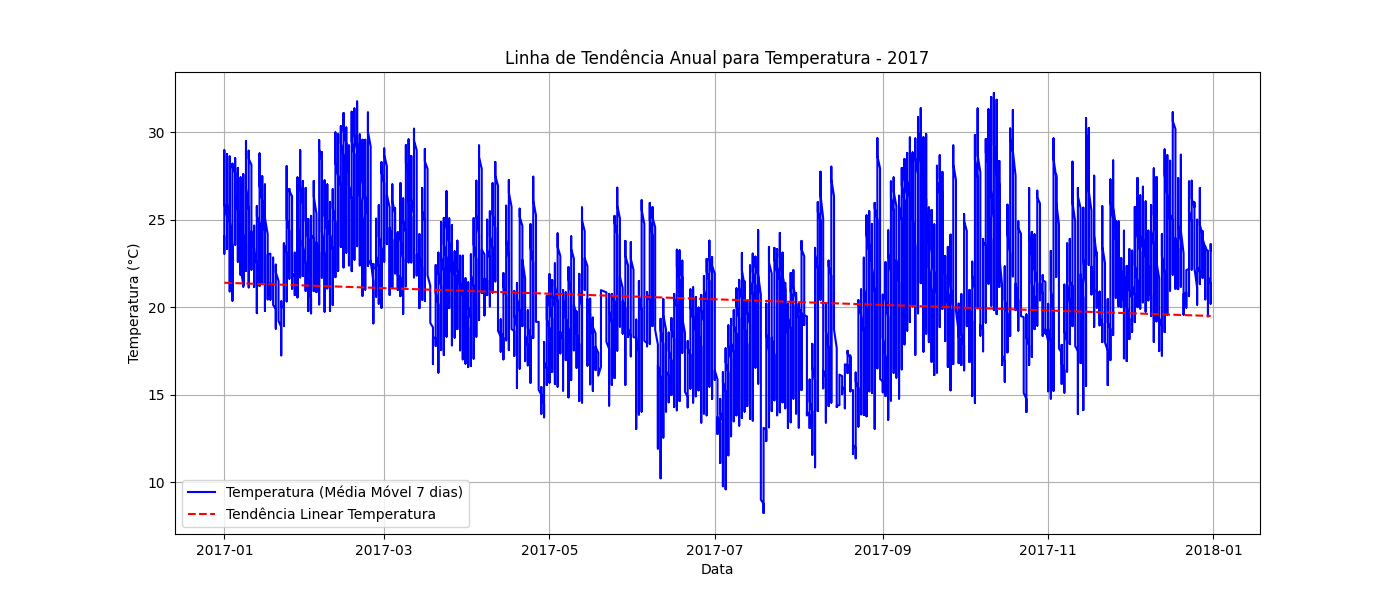 Linha de Tendência Anual para Temperatura - 2017
Temperatura (°C)
30
25
20
15
10
Temperatura (Média Móvel 7 dias)
Tendência Linear Temperatura
2017-01 2017-03 2017-05 2017-07 2017-09 2017-11 2018-01
Data